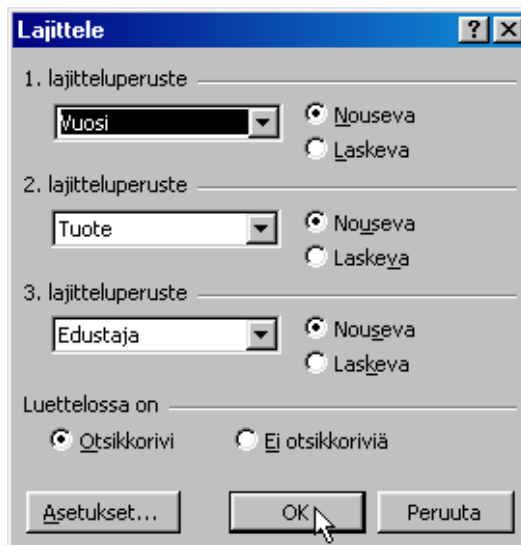 Lajittele
1. lajitteluperuste
Vuosi
Nouseva
Laskeva
2. lajitteluperuste
Tuote
Nouseva
Laskeva
3. lajitteluperuste
Edustaja
Nouseva
Laskeva
Luettelossa on
Otsikkorivi Ei otsikkoriviä
Asetukset... OK Peruuta